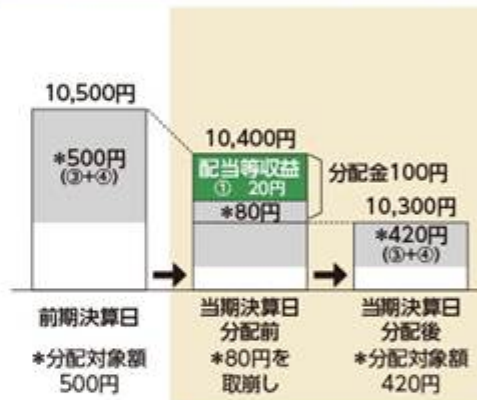 10,500円
*500円
(③+④)
10,400円
配当等収益
① 20円
*80円
分配金100円
10,300円
*420円
(③+④)
前期決算日
*分配対象額
500円
当期決算日
分配前
*80円を
取崩し
当期決算日
分配後
*分配対象額
420円